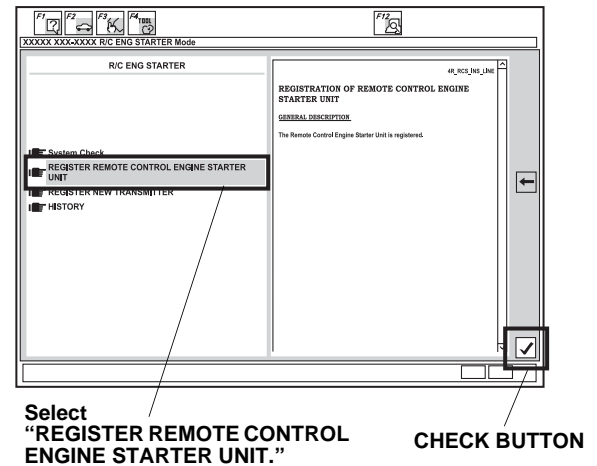 F1 F2 F3 F4 TOOL F12
XXXXX XXX-XXXX R/C ENG STARTER Mode
R/C ENG STARTER
System Check
REGISTER REMOTE CONTROL ENGINE STARTER
UNIT
REGISTER NEW TRANSMITTER
HISTORY
4R_RCS_INS_LINE
REGISTRATION OF REMOTE CONTROL ENGINE
STARTER UNIT
GENERAL DESCRIPTION
The Remote Control Engine Starter Unit is registered.
Select
“REGISTER REMOTE CONTROL
ENGINE STARTER UNIT.”
CHECK BUTTON